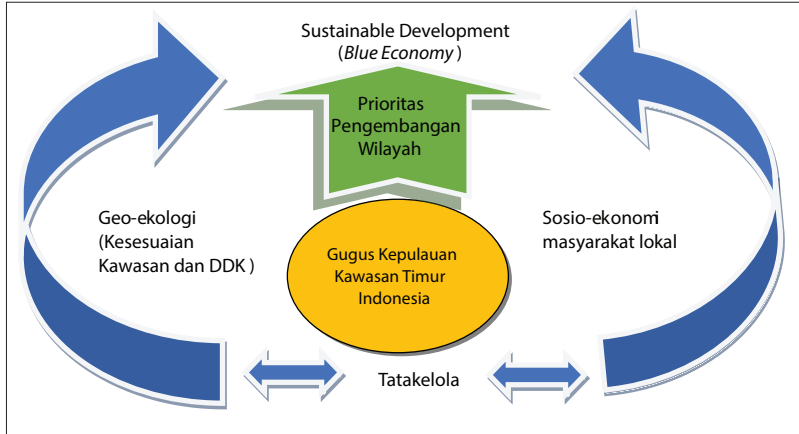 Sustainable Development
(Blue Economy )
Prioritas
Pengembangan
Wilayah
Geo-ekologi
(Kesesuaian
Kawasan dan DDK )
Sosio-ekonomi
masyarakat lokal
Gugus Kepulauan
Kawasan Timur
Indonesia
Tatakelola